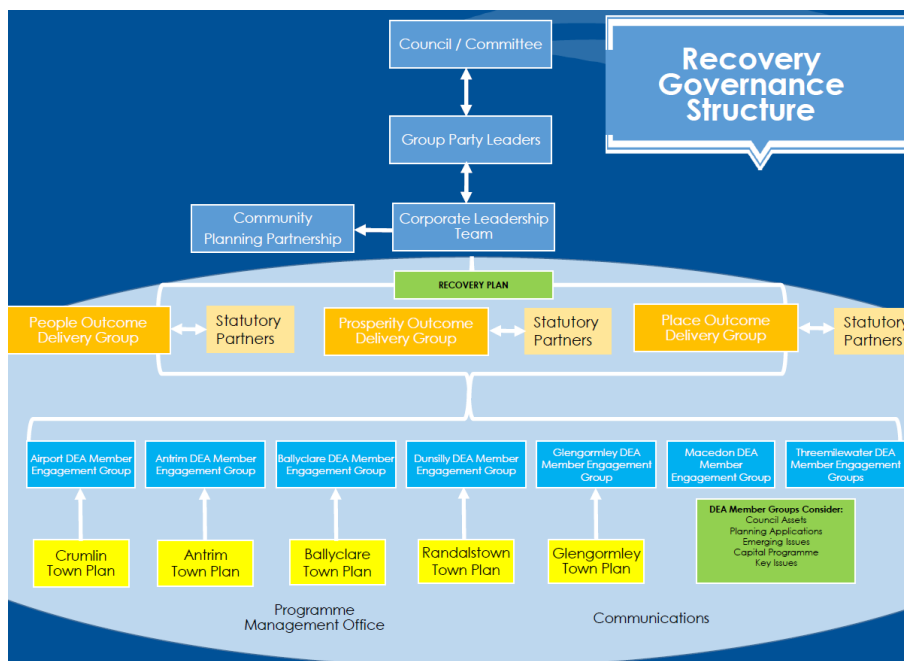 Council / Committee
Recovery
Governance
Structure
Group Party Leaders
Community
Planning Partnership
Corporate Leadership
Team
RECOVERY PLAN
People Outcome
Delivery Group
Statutory
Partners
Prosperity Outcome
Delivery Group
Statutory
Partners
Place Outcome
Delivery Group
Statutory
Partners
Airport DEA Member
Engagement Group
Antrim DEA Member
Engagement Group
Ballyclare DEA Member
Engagement Group
Dunsilly DEA Member
Engagement Group
Glengormley DEA
Member Engagement
Group
Macedon DEA
Member
Engagement Group
Threemilewater DEA
Member Engagement
Groups
DEA Member Groups Consider:
Council Assets
Planning Applications
Emerging Issues
Capital Programme
Key Issues
Crumlin
Town Plan
Antrim
Town Plan
Ballyclare
Town Plan
Randalstown
Town Plan
Glengormley
Town Plan
Programme
Management Office
Communications